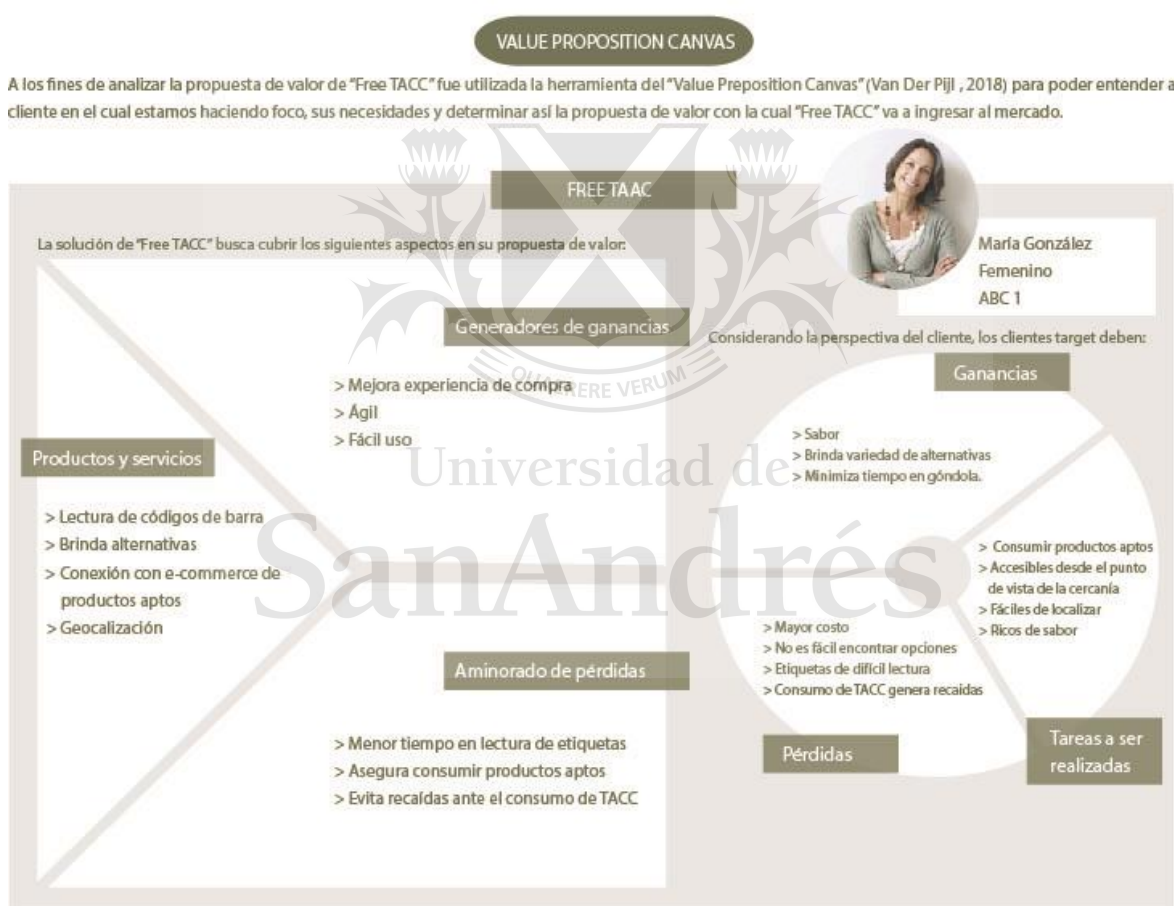 VALUE PROPOSITION CANVAS
A los fines de analizar la propuesta de valor de "Free TACC" fue utilizada la herramienta del "Value Preposition Canvas" (Van Der Pijl , 2018) para poder entender a
cliente en el cual estamos haciendo foco, sus necesidades y determinar así la propuesta de valor con la cual "Free TACC" va a ingresar al mercado.
FREE TAAC
María González
Femenino
ABC 1
La solución de "Free TACC" busca cubrir los siguientes aspectos en su propuesta de valor:
Generadores de ganancias
> Mejora experiencia de compra
> Ágil
> Fácil uso
Productos y servicios
> Lectura de códigos de barra
> Brinda alternativas
> Conexión con e-commerce de
productos aptos
> Geocalización
Aminorado de pérdidas
> Menor tiempo en lectura de etiquetas
> Asegura consumir productos aptos
> Evita recaídas ante el consumo de TACC
Considerando la perspectiva del cliente, los clientes target deben:
Ganancias
> Sabor
> Brinda variedad de alternativas
> Minimiza tiempo en góndola.
> Consumir productos aptos
> Accesibles desde el punto
de vista de la cercanía
> Fáciles de localizar
> Ricos de sabor
Tareas a ser
realizadas
> Mayor costo
> No es fácil encontrar opciones
> Etiquetas de difícil lectura
> Consumo de TACC genera recaídas
Pérdidas
QUAERERE VERUM
Universidad de
SanAndrés